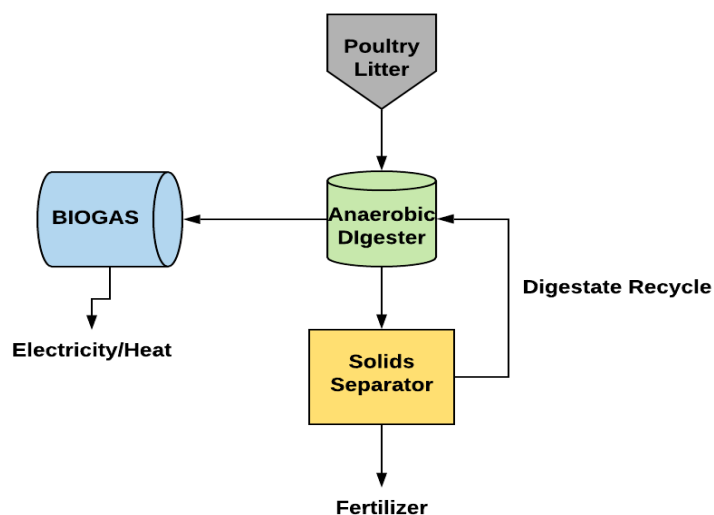 Poultry
Litter
BIOGAS
Anaerobic
DIgester
Digestate Recycle
Electricity/Heat
Solids
Separator
Fertilizer